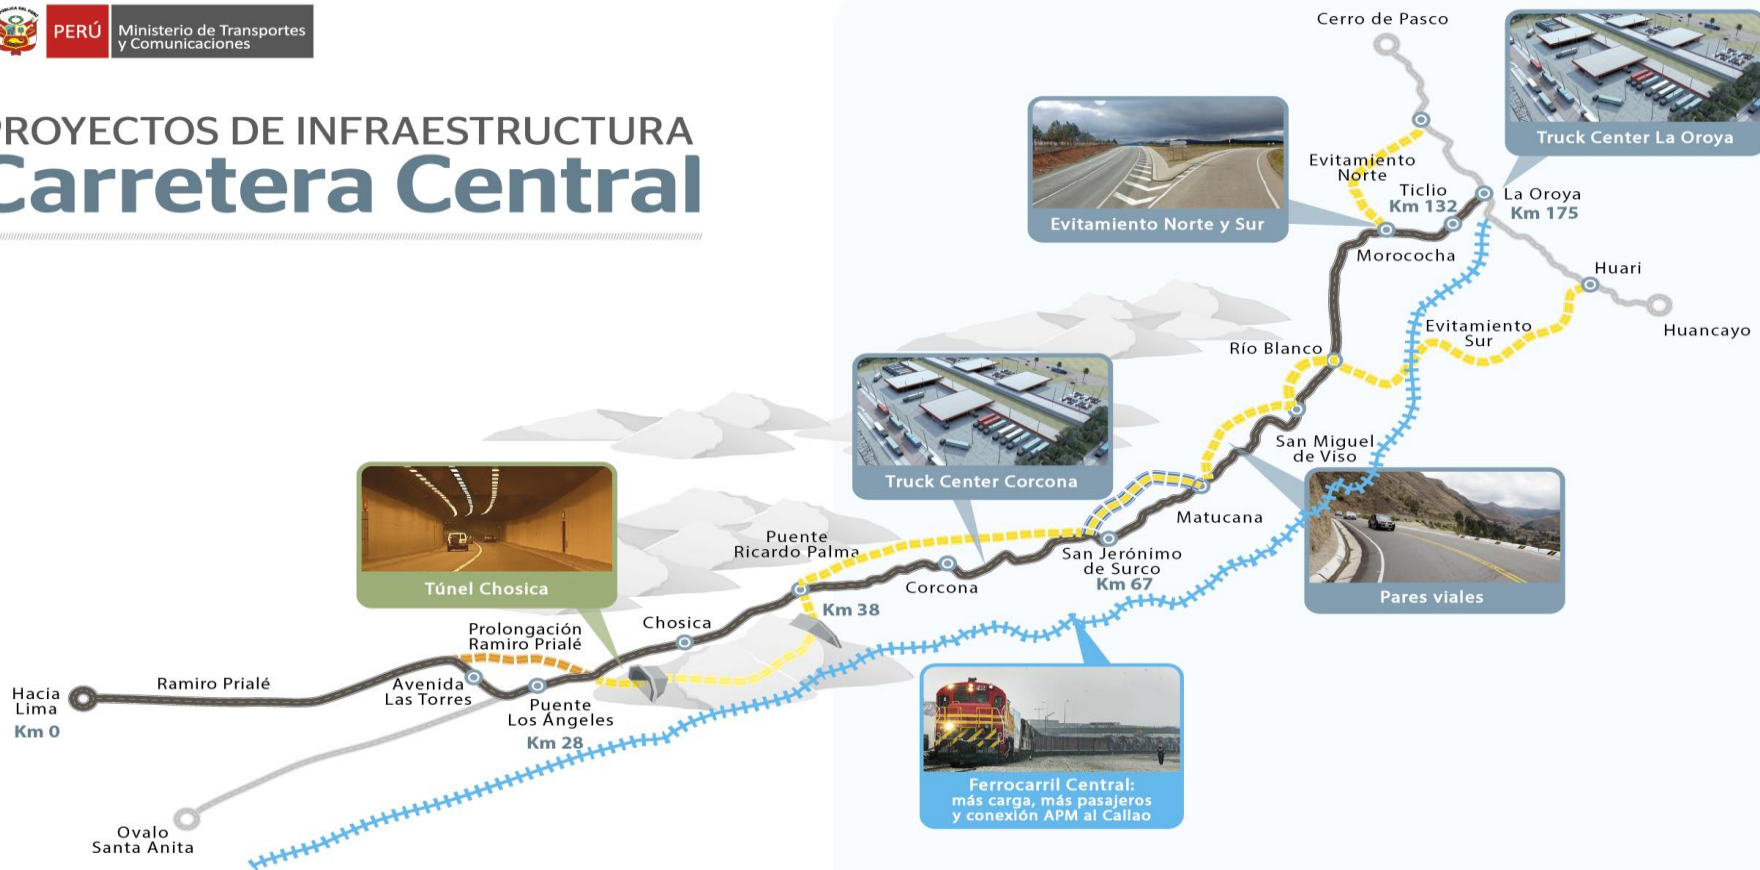 PERÚ
Ministerio de Transportes
y Comunicaciones
PROYECTOS DE INFRAESTRUCTURA
Carretera Central
Cerro de Pasco
Truck Center La Oroya
Evitamiento
Norte
Ticlio
Km 132
La Oroya
Km 175
Evitamiento Norte y Sur
Morococha
Huari
Huancayo
Evitamiento
Sur
Río Blanco
San Miguel
de Viso
Truck Center Corcona
Matucana
Pares viales
Puente
Ricardo Palma
Km 38
Corcona
San Jerónimo
de Surco
Km 67
Túnel Chosica
Chosica
Prolongación
Ramiro Prialé
Ramiro Prialé
Hacia
Lima
Km 0
Avenida
Las Torres
Puente
Los Ángeles
Km 28
Ferrocarril Central:
más carga, más pasajeros
y conexión APM al Callao
Ovalo
Santa Anita